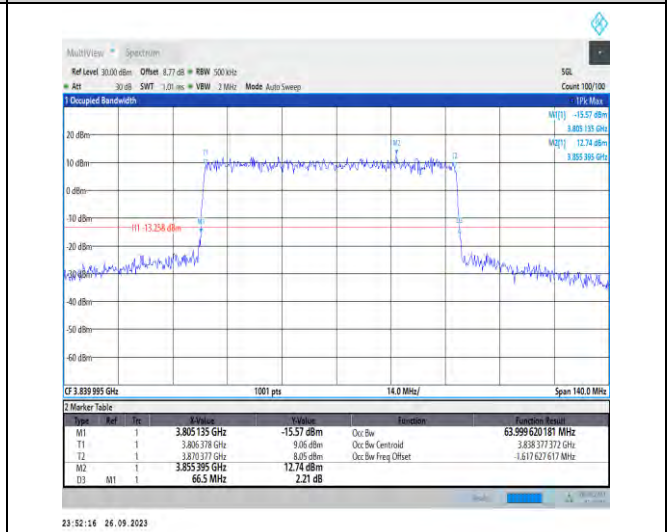 MultiView Spectrum
Ref Level 30.00 dBm Offset 8.77 dB RBW 500 kHz SGL
Att 30 dB SWT 1.01 ms VBW 2 MHz Mode Auto Sweep Count 100/100
1 Occupied Bandwidth 1Pk Max
M1[1] -15.57 dBm
3.805 135 GHz
M2[1] 12.74 dBm
3.855 395 GHz
20 dBm
M2
T1
T2
10 dBm
0 dBm
-10 dBm
H1 -13.258 dBm
M1
D3
-20 dBm
-30 dBm
-40 dBm
-50 dBm
-60 dBm
CF 3.839 995 GHz 1001 pts 14.0 MHz/ Span 140.0 MHz
2 Marker Table
Type Ref Trc X-Value Y-Value Function Function Result
M1 1 3.805 135 GHz -15.57 dBm Occ Bw 63.999 620 181 MHz
T1 1 3.806 378 GHz 9.06 dBm Occ Bw Centroid 3.838 377 372 GHz
T2 1 3.870 377 GHz 8.05 dBm Occ Bw Freq Offset -1.617 627 617 MHz
M2 1 3.855 395 GHz 12.74 dBm
D3 M1 1 66.5 MHz 2.21 dB
23:52:16 26.09.2023